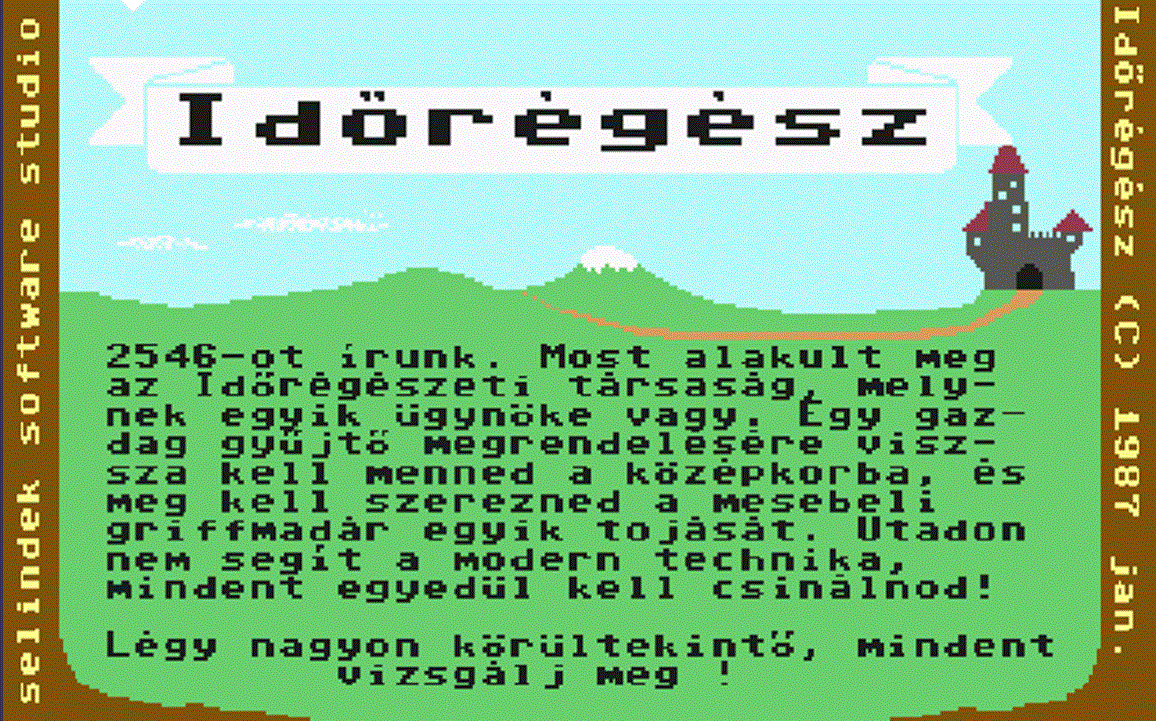 selindek software studio
Időrégész
2546-ot írunk. Most alakult meg
az Időrégészeti társaság, mely-
nek egyik ügynöke vagy. Egy gaz-
dag gyűjtő megrendelésére visz-
sza kell menned a középkorba, és
meg kell szerezned a mesebeli
griffmadár egyik tojását. Utadon
nem segít a modern technika,
mindent egyedül kell csinálnod!
Légy nagyon körültekintő, mindent
vizsgálj meg !
Időrégész (C) 1987 jan.